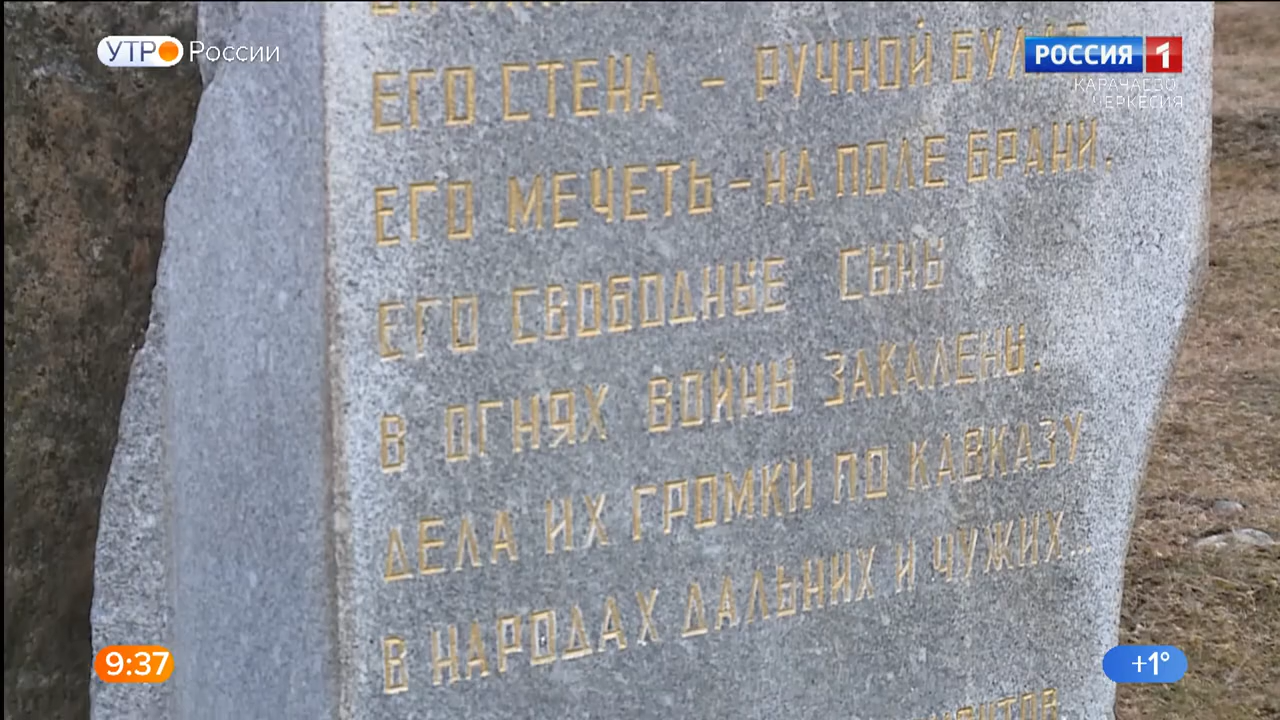 УТРО России
РОССИЯ 1
КАРАЧАЕВО
ЧЕРКЕСИЯ
ЕГО СТЕНА - РУЧНОЙ
ЕГО МЕЧЕТЬ - НА ПОЛЕ БРАНИ.
ЕГО СВОБОДНЫЕ СЫНЫ
В ОГНЯХ ВОЙНЫ ЗАКАЛЕНЫ.
ДЕЛА ИХ ГРОМКИ ПО КАВКАЗУ
В НАРОДАХ ДАЛЬНИХ И ЧУЖИХ...
9:37
+1°